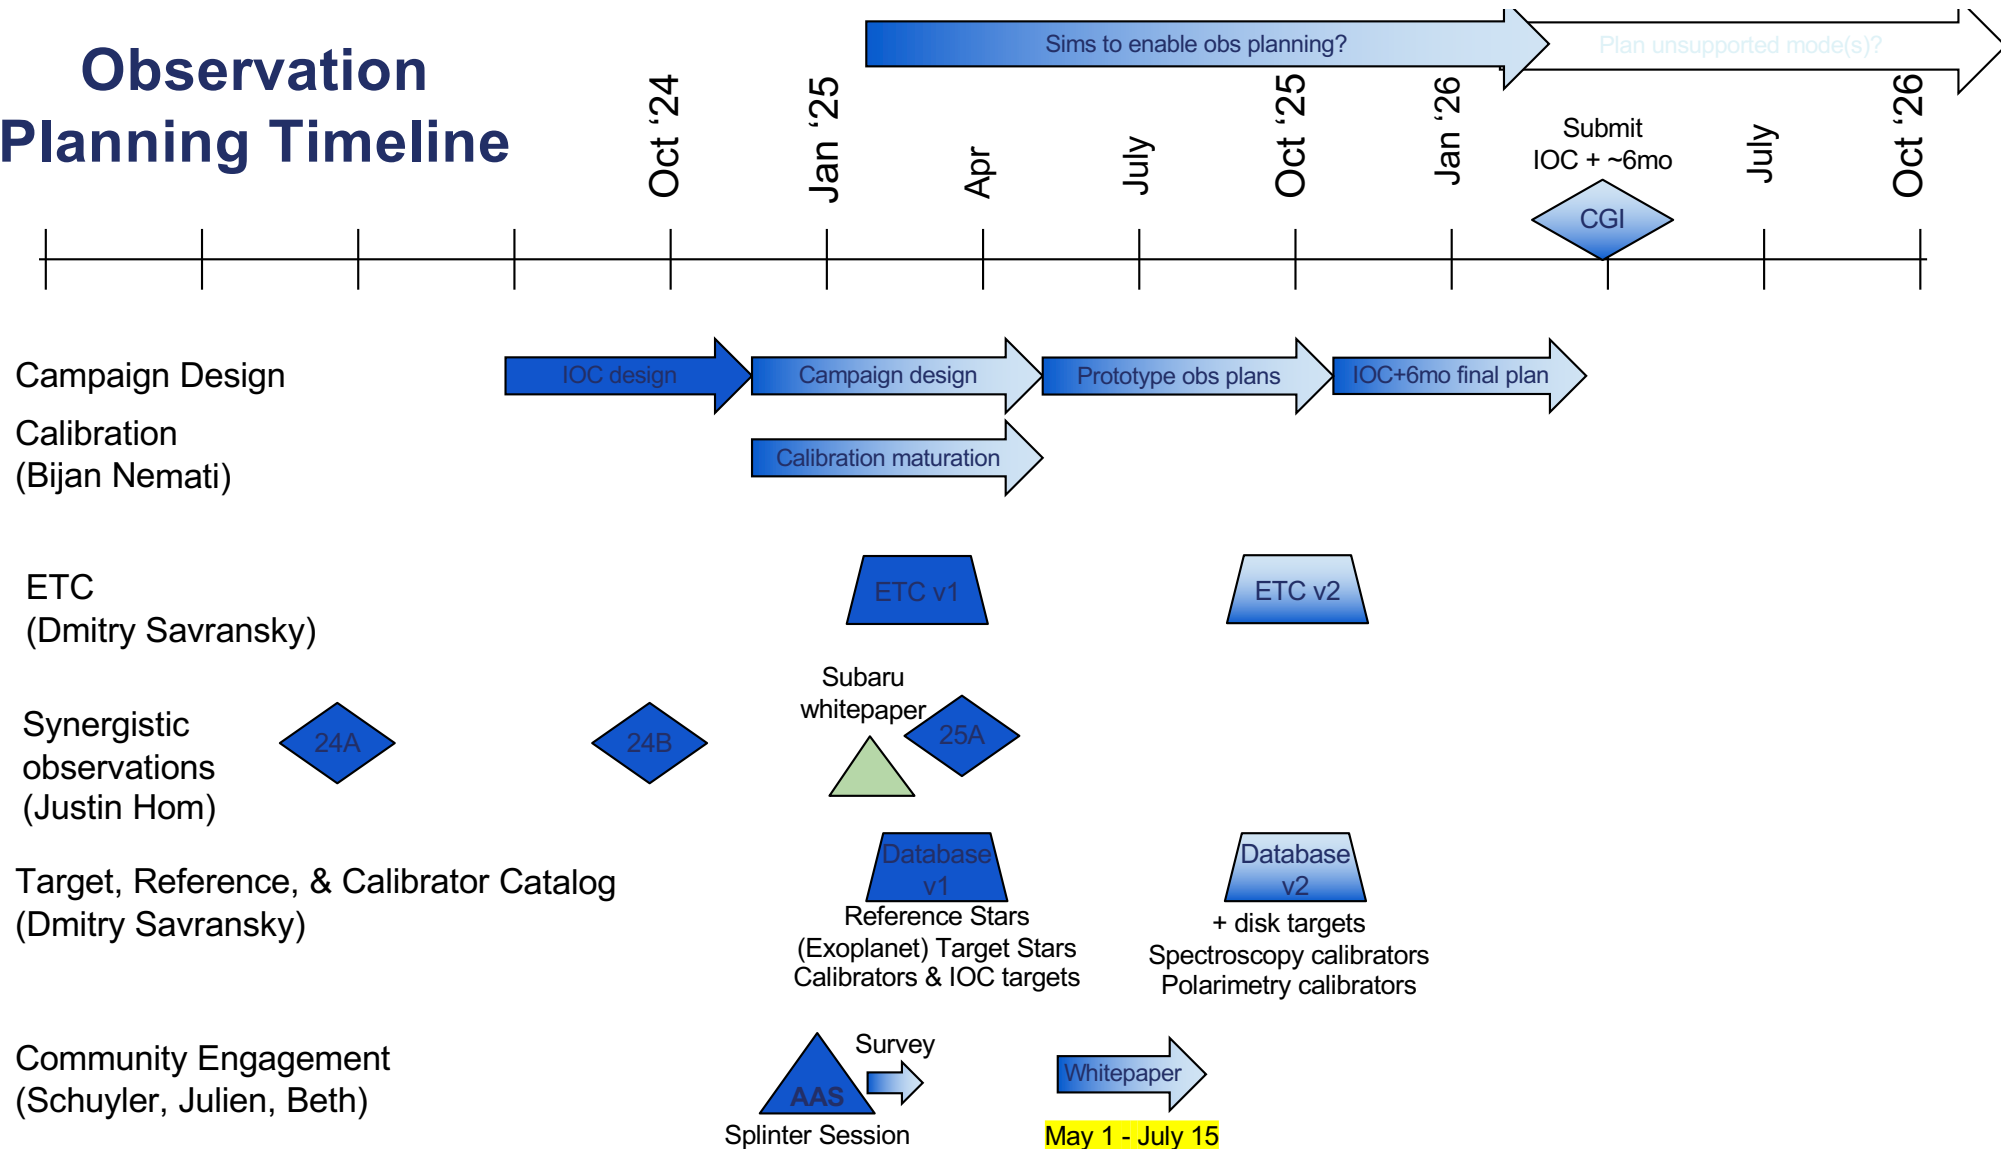 Observation
Planning Timeline
Sims to enable obs planning?
Plan unsupported mode(s)?
Oct ‘24
Jan ‘25
Apr
July
Oct ‘25
Jan ‘26
Submit
IOC + ~6mo
CGI
July
Oct ‘26
Campaign Design
IOC design
Campaign design
Prototype obs plans
IOC+6mo final plan
Calibration
(Bijan Nemati)
Calibration maturation
ETC
(Dmitry Savransky)
ETC v1
ETC v2
Synergistic
observations
(Justin Hom)
24A
24B
Subaru
whitepaper
25A
Target, Reference, & Calibrator Catalog
(Dmitry Savransky)
Database
v1
Reference Stars
(Exoplanet) Target Stars
Calibrators & IOC targets
Database
v2
+ disk targets
Spectroscopy calibrators
Polarimetry calibrators
Community Engagement
(Schuyler, Julien, Beth)
AAS
Splinter Session
Survey
Whitepaper
May 1 - July 15